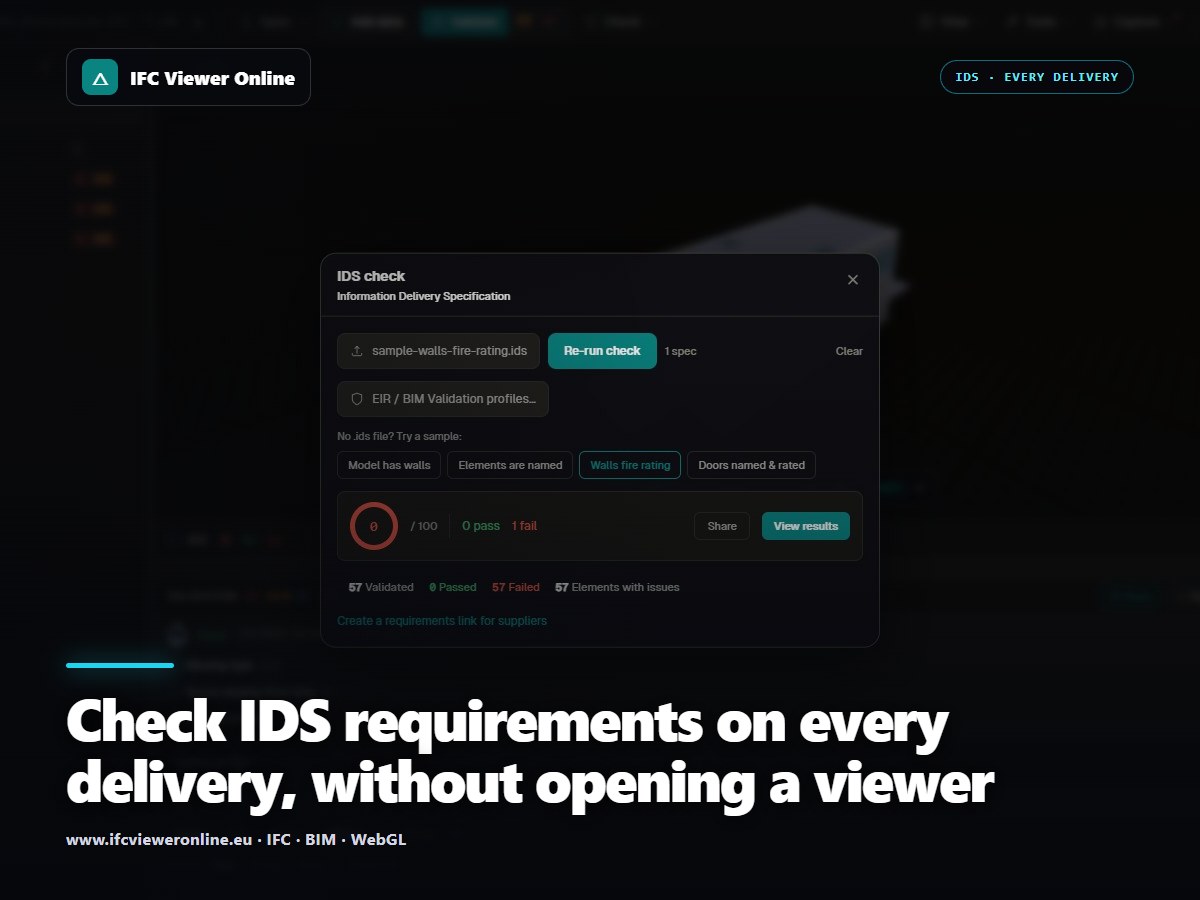 IFC Viewer Online
IDS · EVERY DELIVERY
IDS check
Information Delivery Specification
sample-walls-fire-rating.ids
Re-run check
1 spec
Clear
EIR / BIM Validation profiles...
No .ids file? Try a sample:
Model has walls
Elements are named
Walls fire rating
Doors named & rated
0 / 100
0 pass
1 fail
Share
View results
57 Validated
0 Passed
57 Failed
57 Elements with issues
Create a requirements link for suppliers
Check IDS requirements on every
delivery, without opening a viewer
www.ifcvieweronline.eu · IFC · BIM · WebGL